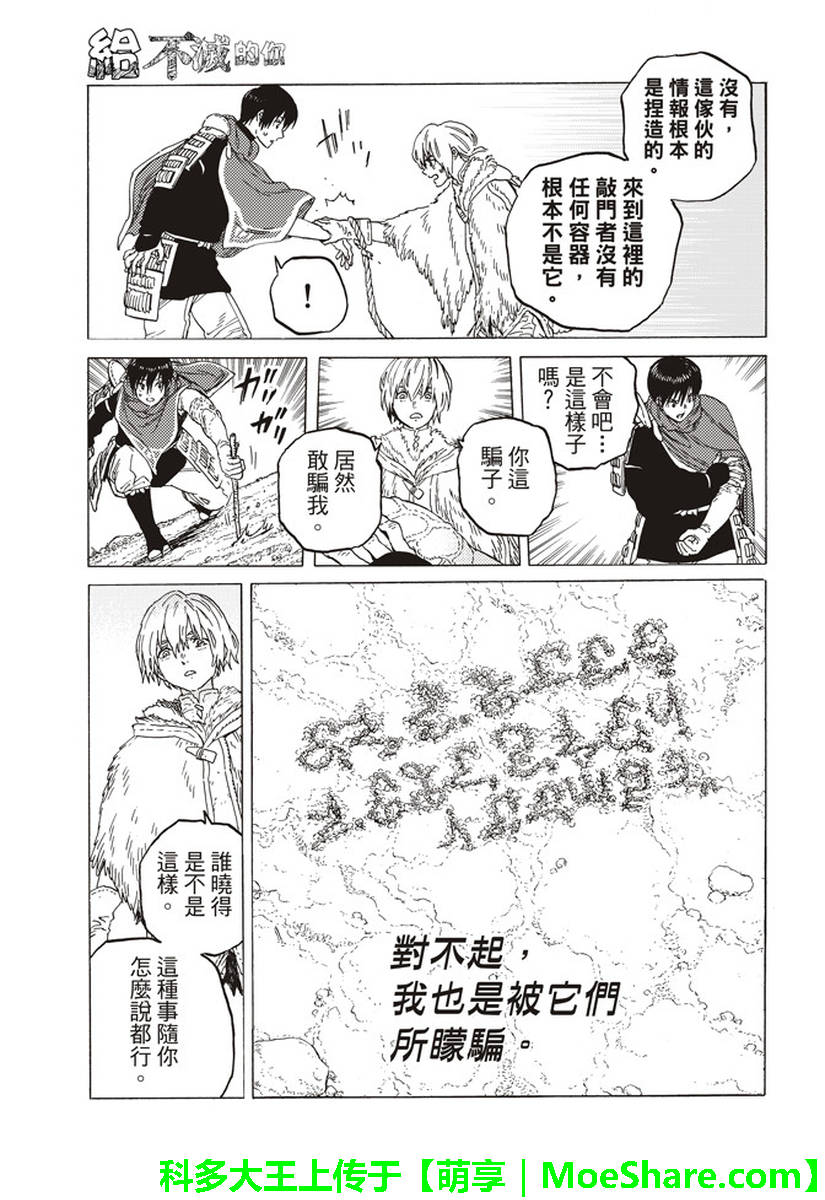 給不滅的你
沒有，
這傢伙的
情報根本
是捏造的。
來到這裡的
敲門者沒有
任何容器，
根本不是它。
！
不會吧…
是這樣子
嗎？
你這
騙子。
居然
敢騙我。
ガバッ
對不起，
我也是被它們
所矇騙。
誰曉得
是不是
這樣。
這種事隨你
怎麼說都行。
科多大王上传于【萌享|MoeShare.com】